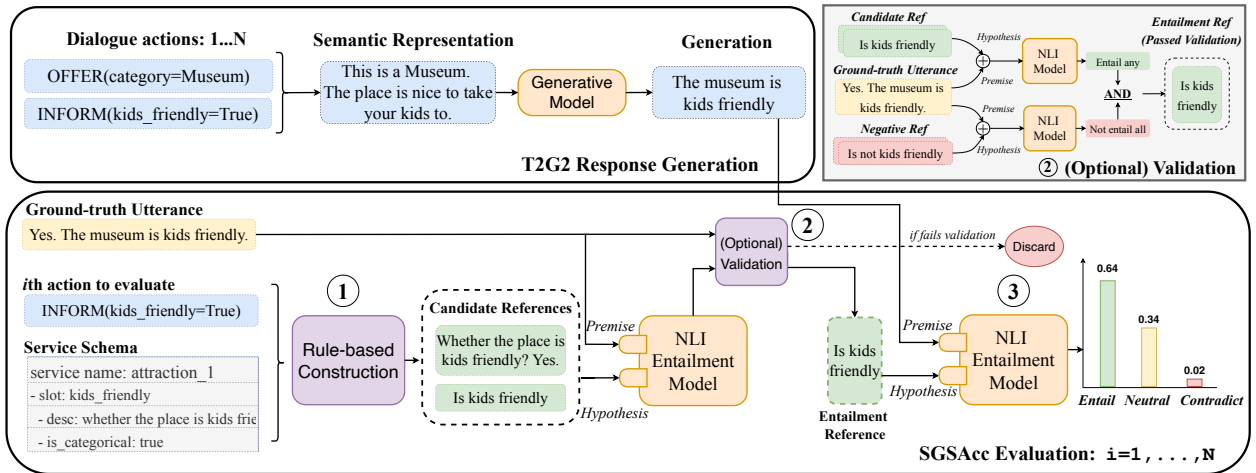 Dialogue actions: 1...N
OFFER(category=Museum)
INFORM(kids_friendly=True)
Semantic Representation
This is a Museum.
The place is nice to take
your kids to.
Generative
Model
Generation
The museum is
kids friendly
T2G2 Response Generation
Candidate Ref
Is kids friendly
Ground-truth Utterance
Yes. The museum is
kids friendly.
Negative Ref
Is not kids friendly
Hypothesis
Premise
Premise
Hypothesis
NLI
Model
NLI
Model
Entail any
AND
Not entail all
Entailment Ref
(Passed Validation)
Is kids
friendly
2 (Optional) Validation
Ground-truth Utterance
Yes. The museum is kids friendly.
ith action to evaluate
INFORM(kids_friendly=True)
Service Schema
service name: attraction_1
- slot: kids_friendly
- desc: whether the place is kids frie
- is_categorical: true
1
Rule-based
Construction
Candidate References
Whether the place is
kids friendly? Yes.
Is kids friendly
Premise
Hypothesis
NLI
Entailment
Model
2
(Optional)
Validation
if fails validation
Discard
Is kids
friendly
Entailment
Reference
Premise
Hypothesis
3
NLI
Entailment
Model
0.64
0.34
0.02
Entail Neutral Contradict
SGSAcc Evaluation: i=1,...,N